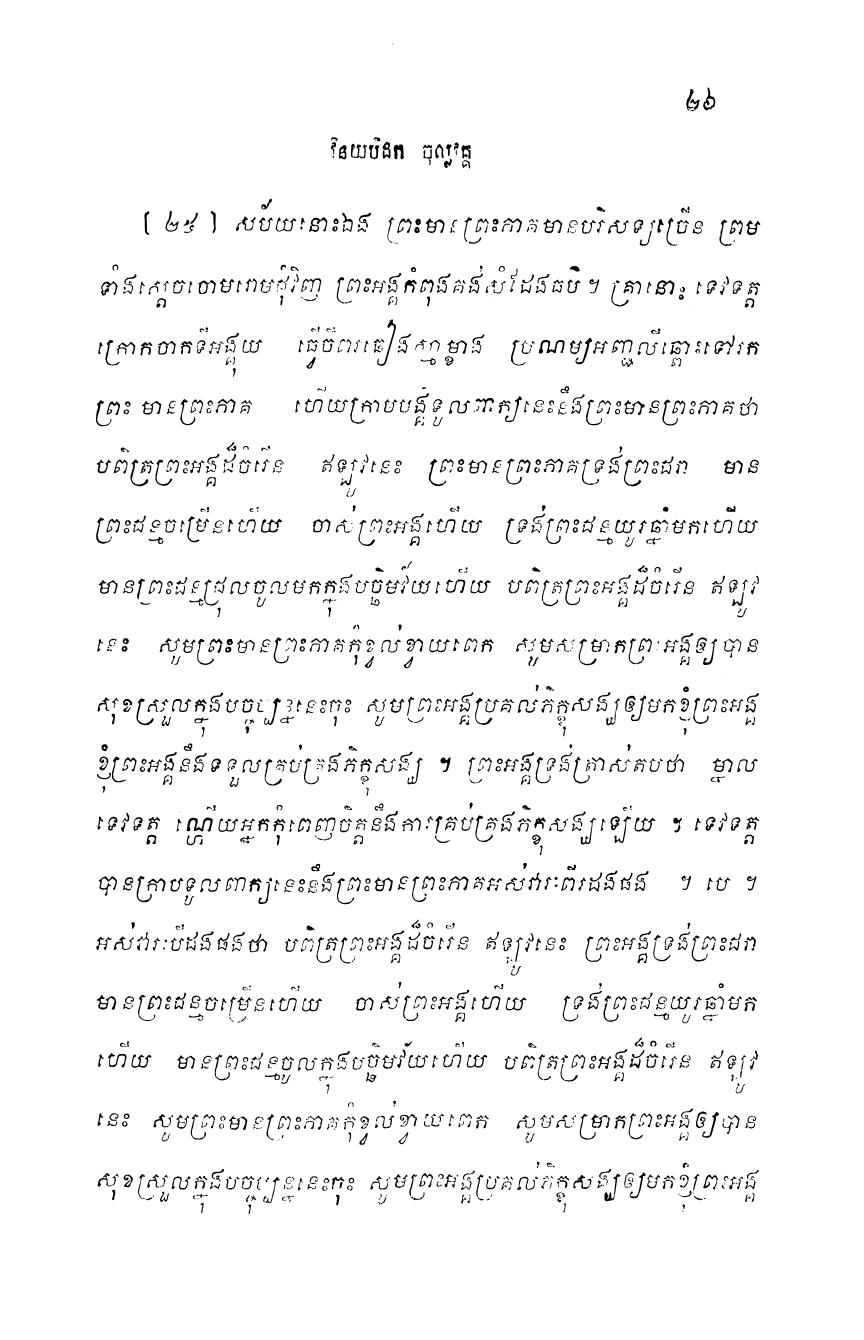 ២៦
វិនយបិដក ចុល្លវគ្គ
[ ២៥ ] សម័យនោះឯង ព្រះមានព្រះភាគមានបរិសទ្យច្រើន ព្រម
ទាំងស្តេចចោមរោមជុំវិញ ព្រះអង្គកំពុងគង់សំដែងធម៌ ។ គ្រានោះ ទេវទត្ត
ក្រោកចាកទីអង្គុយ ធ្វើចីពរឆៀងស្មាម្ខាង ប្រណម្យអញ្ជលីឆ្ពោះទៅរក
ព្រះ មានព្រះភាគ ហើយក្រាបបង្គំទូលពាក្យនេះនឹងព្រះមានព្រះភាគថា
បពិត្រព្រះអង្គដ៏ចំរើន ឥឡូវនេះ ព្រះមានព្រះភាគទ្រង់ព្រះជរា មាន
ព្រះជន្មចម្រើនហើយ ចាស់ព្រះអង្គហើយ ទ្រង់ព្រះជន្មយូរឆ្នាំមកហើយ
មានព្រះជន្មជ្រុលចូលមកក្នុងបច្ឆិមវ័យហើយ បពិត្រព្រះអង្គដ៏ចំរើន ឥឡូវ
នេះ សូមព្រះមានព្រះភាគកុំខ្វល់ខ្វាយពេក សូមសម្រាកព្រះអង្គឲ្យបាន
សុខស្រួលក្នុងបច្ចុប្បន្ននេះចុះ សូមព្រះអង្គប្រគល់ភិក្ខុសង្ឃឲ្យមកខ្ញុំព្រះអង្គ
ខ្ញុំព្រះអង្គនឹងទទួលគ្រប់គ្រងភិក្ខុសង្ឃ ។ ព្រះអង្គទ្រង់ត្រាស់តបថា ម្នាល
ទេវទត្ត ណ្ហើយអ្នកកុំពេញចិត្តនឹងការគ្រប់គ្រងភិក្ខុសង្ឃឡើយ ។ ទេវទត្ត
បានក្រាបទូលពាក្យនេះនឹងព្រះមានព្រះភាគអស់វារៈពីរដងផង ។ បេ ។
អស់វារៈបីដងផងថា បពិត្រព្រះអង្គដ៏ចំរើន ឥឡូវនេះ ព្រះអង្គទ្រង់ព្រះជរា
មានព្រះជន្មចម្រើនហើយ ចាស់ព្រះអង្គហើយ ទ្រង់ព្រះជន្មយូរឆ្នាំមក
ហើយ មានព្រះជន្មចូលក្នុងបច្ឆិមវ័យហើយ បពិត្រព្រះអង្គដ៏ចំរើន ឥឡូវ
នេះ សូមព្រះមានព្រះភាគកុំខ្វល់ខ្វាយពេក សូមសម្រាកព្រះអង្គឲ្យបាន
សុខស្រួលក្នុងបច្ចុប្បន្ននេះចុះ សូមព្រះអង្គប្រគល់ភិក្ខុសង្ឃឲ្យមកខ្ញុំព្រះអង្គ